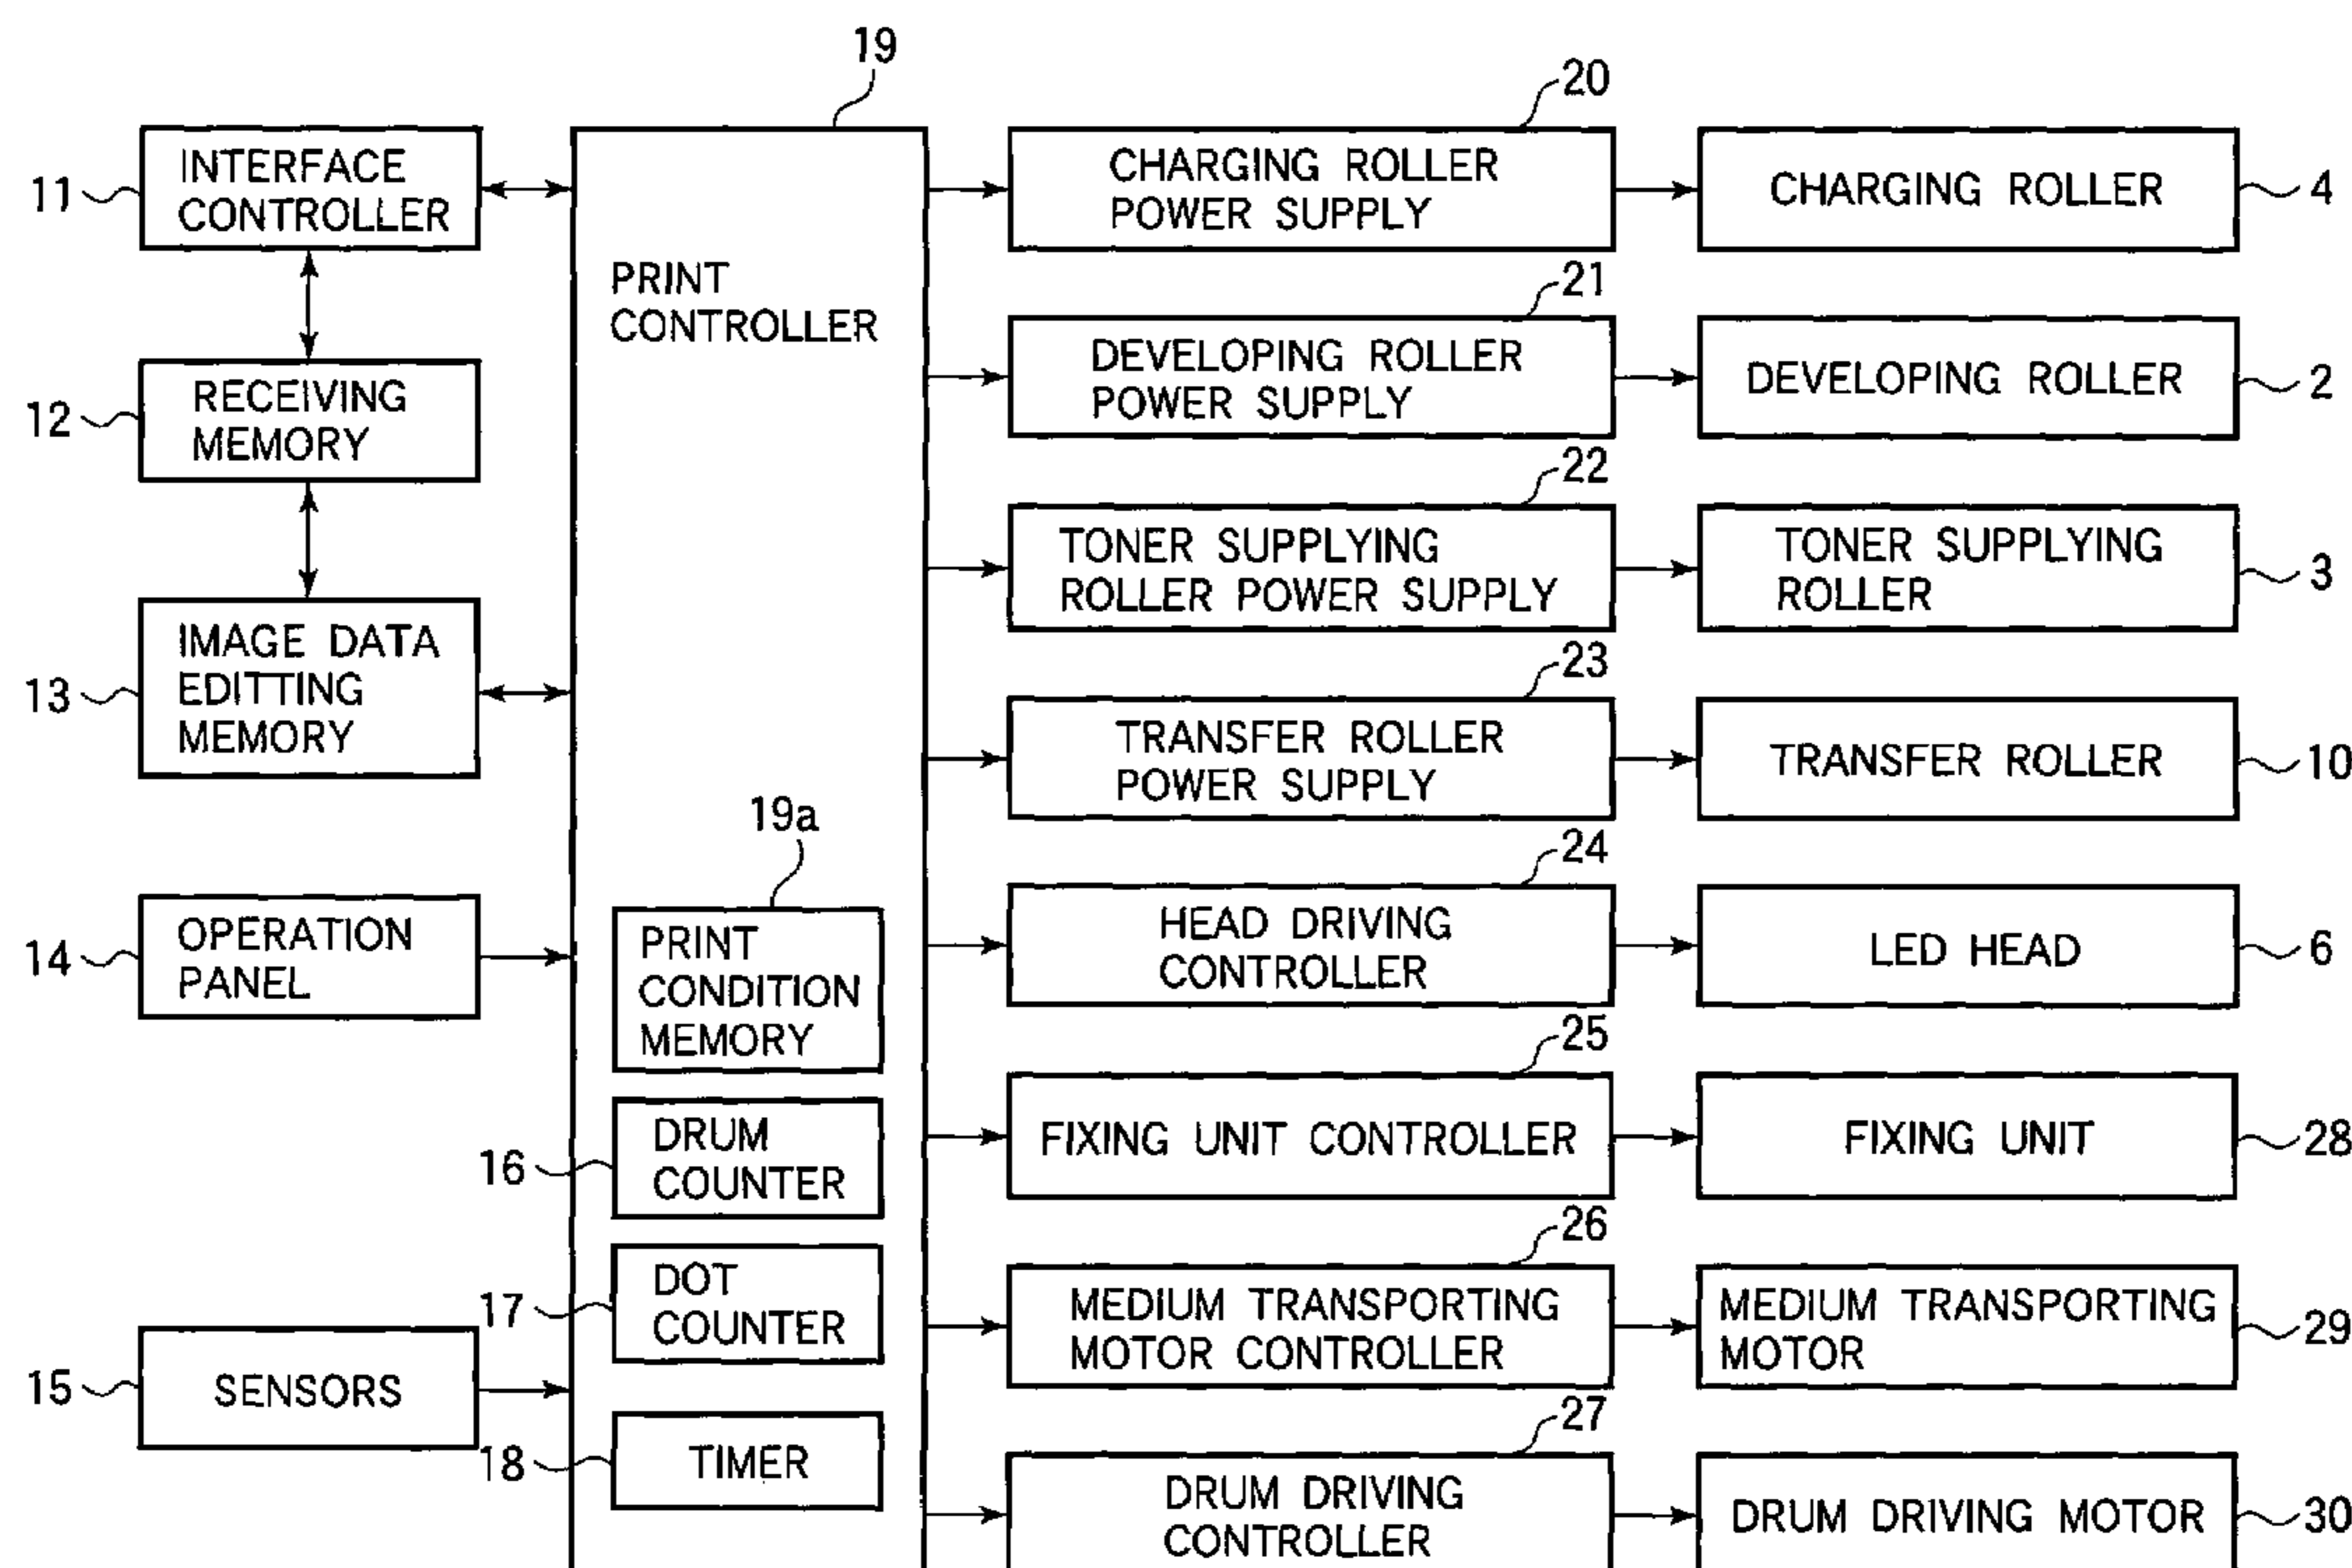 19
20
INTERFACE
CONTROLLER
11
CHARGING ROLLER
POWER SUPPLY
CHARGING ROLLER
4
PRINT
CONTROLLER
21
12
RECEIVING
MEMORY
DEVELOPING ROLLER
POWER SUPPLY
DEVELOPING ROLLER
2
22
TONER SUPPLYING
ROLLER POWER SUPPLY
TONER SUPPLYING
ROLLER
3
13
IMAGE DATA
EDITTING
MEMORY
23
TRANSFER ROLLER
POWER SUPPLY
TRANSFER ROLLER
10
19a
24
14
OPERATION
PANEL
PRINT
CONDITION
MEMORY
HEAD DRIVING
CONTROLLER
LED HEAD
6
25
16
DRUM
COUNTER
FIXING UNIT CONTROLLER
FIXING UNIT
28
26
17
DOT
COUNTER
MEDIUM TRANSPORTING
MOTOR CONTROLLER
MEDIUM TRANSPORTING
MOTOR
29
15
SENSORS
27
18
TIMER
DRUM DRIVING
CONTROLLER
DRUM DRIVING MOTOR
30